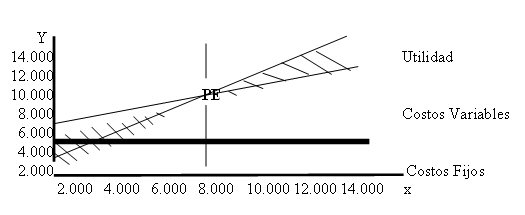 Y
14.000
12.000
10.000
8.000
6.000
4.000
2.000
PE
Utilidad
Costos Variables
Costos Fijos
2.000 4.000 6.000 8.000 10.000 12.000 14.000 x